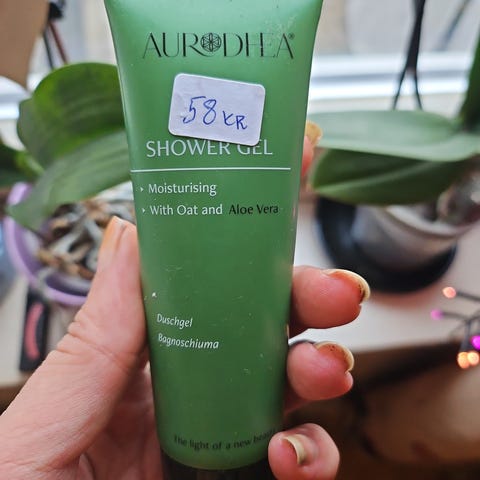 AURODHEA®
58 KR
SHOWER GEL
› Moisturising
› With Oat and Aloe Vera
Duschgel
Bagnoschiuma
The light of a new beauty